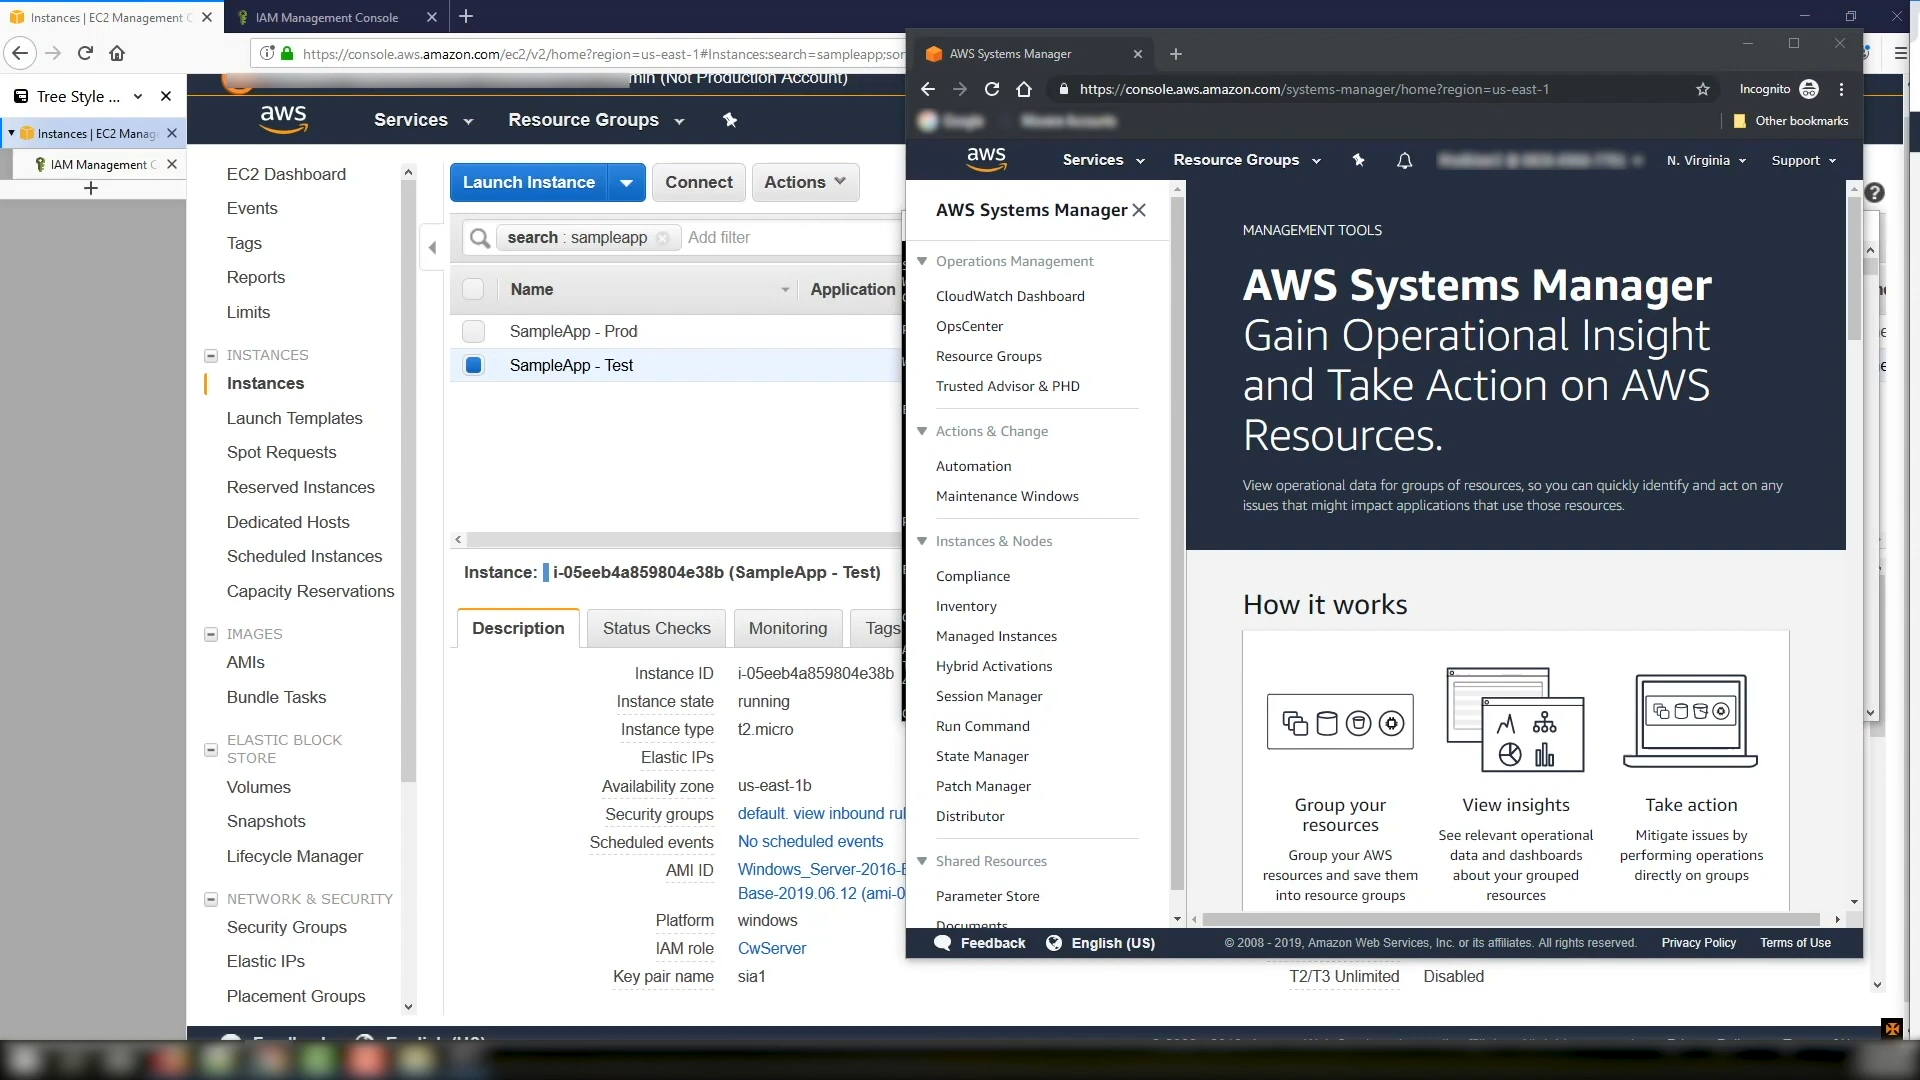 Instances | EC2 Management C
IAM Management Console
https://console.aws.amazon.com/ec2/v2/home?region=us-east-1#Instances:search=sampleapp;sor
Tree Style ...
Instances | EC2 Manag
IAM Management C
min (Not Production Account)
aws
Services
Resource Groups
EC2 Dashboard
Events
Tags
Reports
Limits
INSTANCES
Instances
Launch Templates
Spot Requests
Reserved Instances
Dedicated Hosts
Scheduled Instances
Capacity Reservations
IMAGES
AMIs
Bundle Tasks
ELASTIC BLOCK
STORE
Volumes
Snapshots
Lifecycle Manager
NETWORK & SECURITY
Security Groups
Elastic IPs
Placement Groups
Launch Instance
Connect
Actions
search : sampleapp
Add filter
Name
Application
SampleApp - Prod
SampleApp - Test
Instance: i-05eeb4a859804e38b (SampleApp - Test)
Description
Status Checks
Monitoring
Tags
Instance ID i-05eeb4a859804e38b
Instance state running
Instance type t2.micro
Elastic IPs
Availability zone us-east-1b
Security groups default. view inbound rul
Scheduled events No scheduled events
AMI ID Windows_Server-2016-E
Base-2019.06.12 (ami-0
Platform windows
IAM role CwServer
Key pair name sia1
T2/T3 Unlimited Disabled
AWS Systems Manager
https://console.aws.amazon.com/systems-manager/home?region=us-east-1
Incognito
Google
Other bookmarks
aws
Services
Resource Groups
N. Virginia
Support
AWS Systems Manager
Operations Management
CloudWatch Dashboard
OpsCenter
Resource Groups
Trusted Advisor & PHD
Actions & Change
Automation
Maintenance Windows
Instances & Nodes
Compliance
Inventory
Managed Instances
Hybrid Activations
Session Manager
Run Command
State Manager
Patch Manager
Distributor
Shared Resources
Parameter Store
Documents
MANAGEMENT TOOLS
AWS Systems Manager
Gain Operational Insight
and Take Action on AWS
Resources.
View operational data for groups of resources, so you can quickly identify and act on any
issues that might impact applications that use those resources.
How it works
Group your
resources
Group your AWS
resources and save them
into resource groups
View insights
See relevant operational
data and dashboards
about your grouped
resources
Take action
Mitigate issues by
performing operations
directly on groups
Feedback
English (US)
© 2008 - 2019, Amazon Web Services, Inc. or its affiliates. All rights reserved.
Privacy Policy
Terms of Use